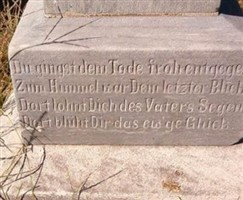 Du gingst dem Tode froh entgege
Zum Himmel war Dein letzter Blick
Dort lohnt Dich des Vaters Segen
Dort blüht Dir das ew'ge Glück.